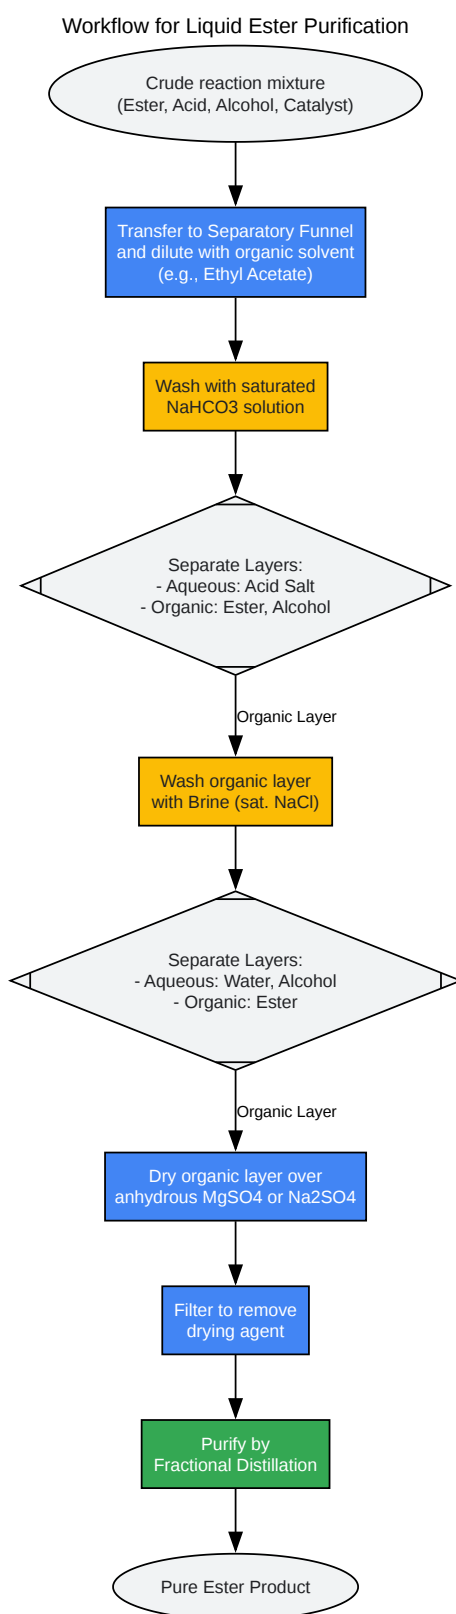 Workflow for Liquid Ester Purification
Crude reaction mixture
(Ester, Acid, Alcohol, Catalyst)
Transfer to Separatory Funnel
and dilute with organic solvent
(e.g., Ethyl Acetate)
Wash with saturated
NaHCO3 solution
Separate Layers:
- Aqueous: Acid Salt
- Organic: Ester, Alcohol
Organic Layer
Wash organic layer
with Brine (sat. NaCl)
Separate Layers:
- Aqueous: Water, Alcohol
- Organic: Ester
Organic Layer
Dry organic layer over
anhydrous MgSO4 or Na2SO4
Filter to remove
drying agent
Purify by
Fractional Distillation
Pure Ester Product